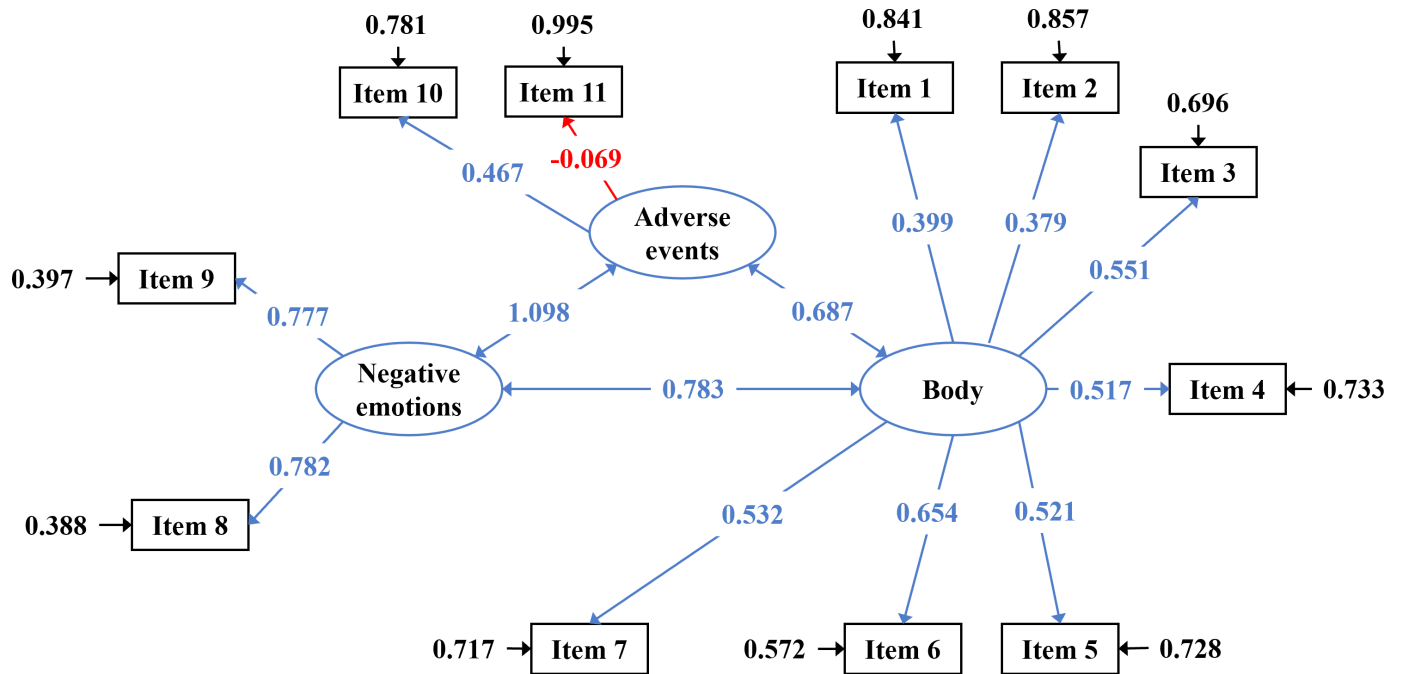 0.781
0.995
0.841
0.857
Item 10
Item 11
Item 1
Item 2
0.696
-0.069
0.467
Item 3
Adverse
events
0.399
0.379
0.551
0.397
Item 9
0.777
1.098
0.687
Negative
emotions
0.783
Body
0.517
Item 4
0.733
0.782
0.388
Item 8
0.532
0.654
0.521
0.717
Item 7
0.572
Item 6
Item 5
0.728